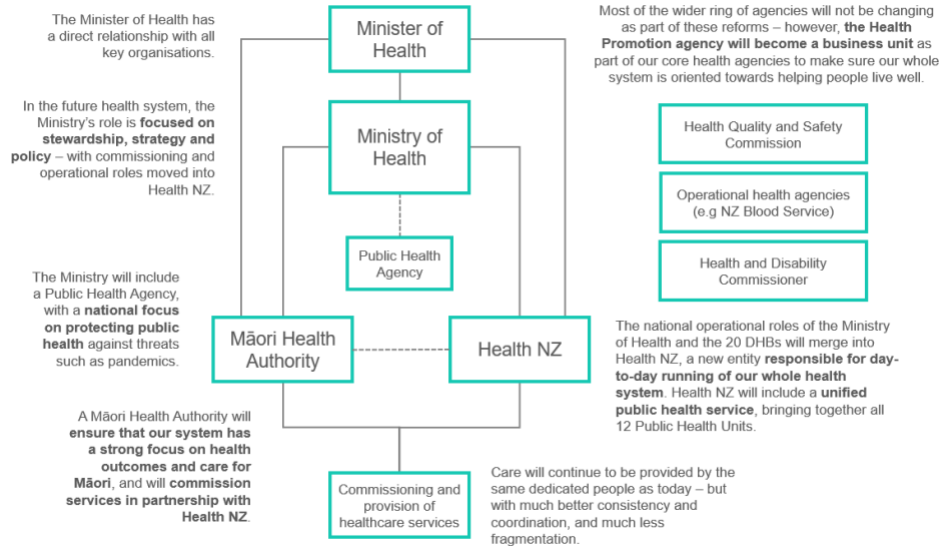 The Minister of Health has
a direct relationship with all
key organisations.
Minister of
Health
Most of the wider ring of agencies will not be changing
as part of these reforms – however, the Health
Promotion agency will become a business unit as
part of our core health agencies to make sure our whole
system is oriented towards helping people live well.
In the future health system, the
Ministry's role is focused on
stewardship, strategy and
policy – with commissioning and
operational roles moved into
Health NZ.
Ministry of
Health
Health Quality and Safety
Commission
Operational health agencies
(e.g NZ Blood Service)
Health and Disability
Commissioner
Public Health
Agency
The Ministry will include
a Public Health Agency,
with a national focus
on protecting public
health against threats
such as pandemics.
Māori Health
Authority
Health NZ
The national operational roles of the Ministry
of Health and the 20 DHBs will merge into
Health NZ, a new entity responsible for day-
to-day running of our whole health
system. Health NZ will include a unified
public health service, bringing together all
12 Public Health Units.
A Māori Health Authority will
ensure that our system has
a strong focus on health
outcomes and care for
Māori, and will commission
services in partnership with
Health NZ.
Commissioning and
provision of
healthcare services
Care will continue to be provided by the
same dedicated people as today – but
with much better consistency and
coordination, and much less
fragmentation.